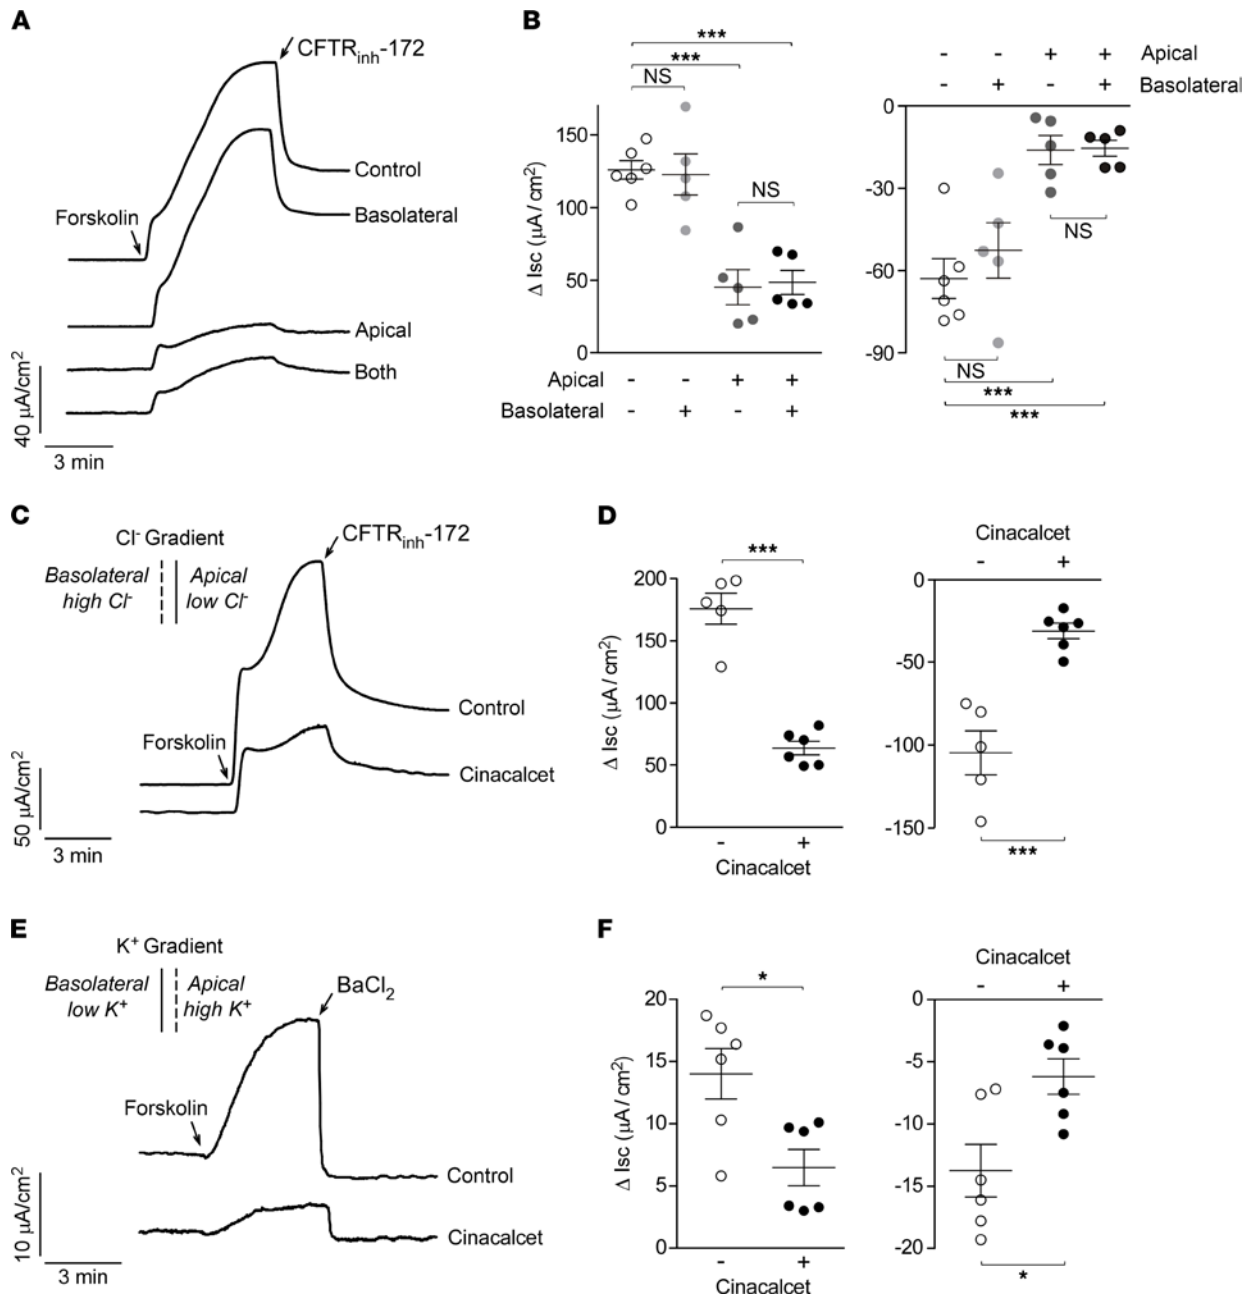 A
CFTRinh-172
Control
Forskolin
Basolateral
Apical
Both
40 µA/cm2
3 min
B
***
***
NS
NS
Δ Isc (µA/cm2)
150
100
50
0
Apical - - + +
Basolateral - + - +
- - + + Apical
- + - + Basolateral
0
-30
-60
-90
NS
NS
***
***
C
Cl- Gradient
Basolateral Apical
high Cl- low Cl-
CFTRinh-172
Forskolin
Control
Cinacalcet
50 µA/cm2
3 min
D
***
Δ Isc (µA/cm2)
200
150
100
50
0
- +
Cinacalcet
Cinacalcet
- +
0
-50
-100
-150
***
E
K+ Gradient
Basolateral Apical
low K+ high K+
BaCl2
Forskolin
Control
Cinacalcet
10 µA/cm2
3 min
F
*
Δ Isc (µA/cm2)
20
15
10
5
0
- +
Cinacalcet
Cinacalcet
- +
0
-5
-10
-15
-20
*